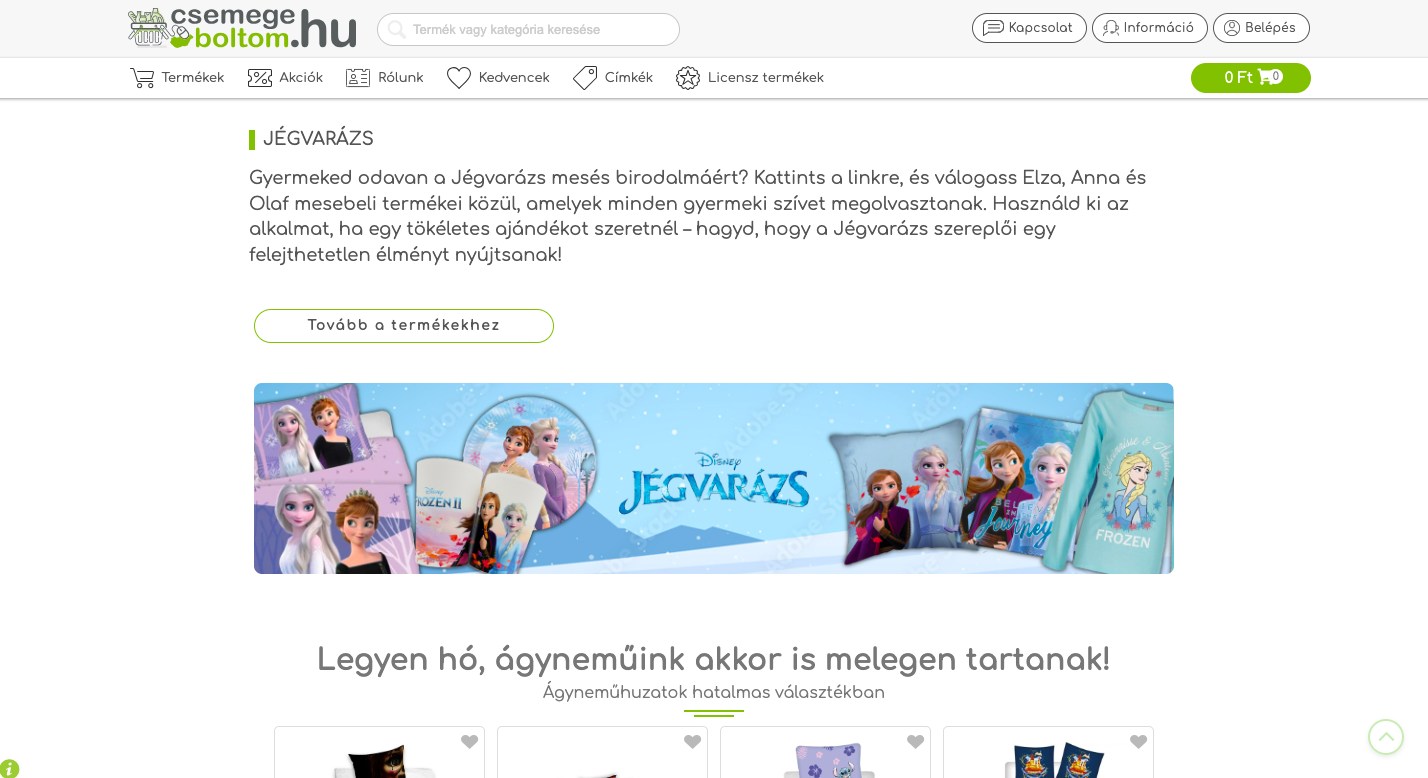 csemege
boltom.hu
Termék vagy kategória keresése
Kapcsolat
Információ
Belépés
Termékek
Akciók
Rólunk
Kedvencek
Címkék
Licensz termékek
0 Ft 0
JÉGVARÁZS
Gyermeked odavan a Jégvarázs mesés birodalmáért? Kattints a linkre, és válogass Elza, Anna és
Olaf mesebeli termékei közül, amelyek minden gyermeki szívet megolvasztanak. Használd ki az
alkalmat, ha egy tökéletes ajándékot szeretnél – hagyd, hogy a Jégvarázs szereplői egy
felejthetetlen élményt nyújtsanak!
Tovább a termékekhez
Disney
FROZEN II
Disney
JÉGVARÁZS
BELIEVE
IN THE
Journey
FROZEN
Legyen hó, ágyneműink akkor is melegen tartanak!
Ágyneműhuzatok hatalmas választékban